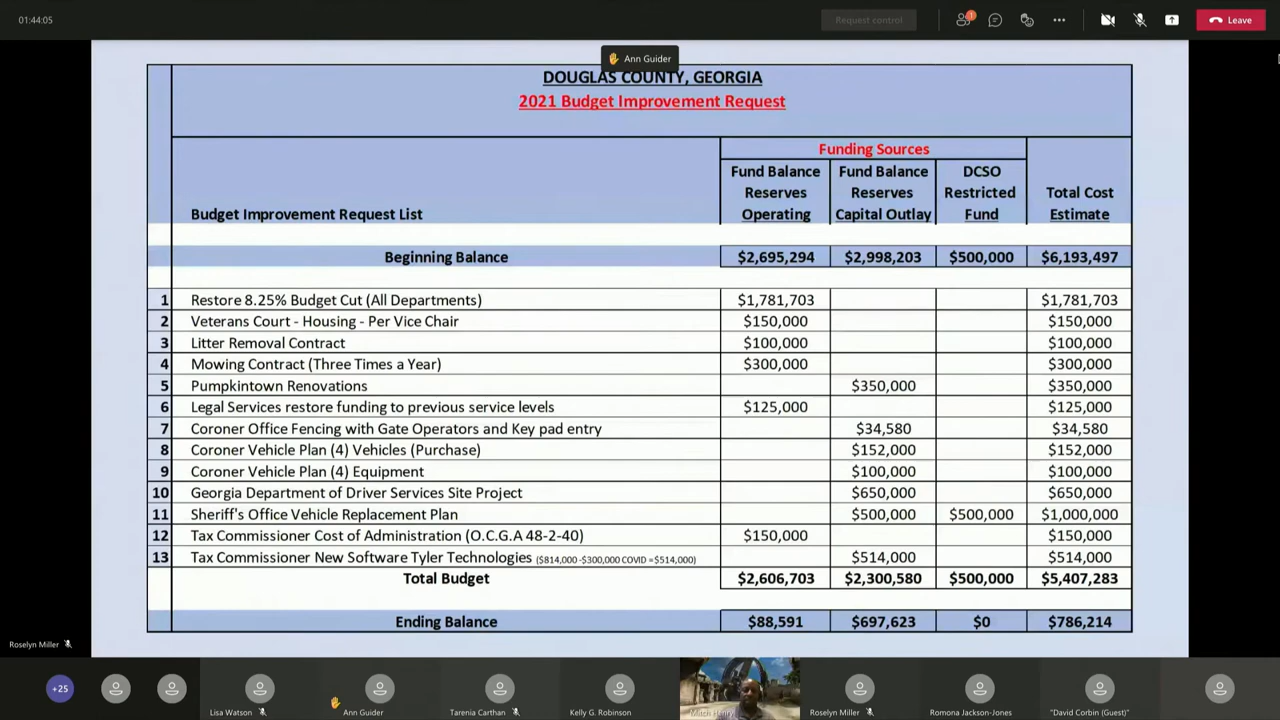 01:44:05
Request control
1
Leave
Ann Guider
DOUGLAS COUNTY, GEORGIA
2021 Budget Improvement Request
Funding Sources
Budget Improvement Request List
Fund Balance Reserves Operating
Fund Balance Reserves Capital Outlay
DCSO Restricted Fund
Total Cost Estimate
Beginning Balance $2,695,294 $2,998,203 $500,000 $6,193,497
1 Restore 8.25% Budget Cut (All Departments) $1,781,703 $1,781,703
2 Veterans Court - Housing - Per Vice Chair $150,000 $150,000
3 Litter Removal Contract $100,000 $100,000
4 Mowing Contract (Three Times a Year) $300,000 $300,000
5 Pumpkintown Renovations $350,000 $350,000
6 Legal Services restore funding to previous service levels $125,000 $125,000
7 Coroner Office Fencing with Gate Operators and Key pad entry $34,580 $34,580
8 Coroner Vehicle Plan (4) Vehicles (Purchase) $152,000 $152,000
9 Coroner Vehicle Plan (4) Equipment $100,000 $100,000
10 Georgia Department of Driver Services Site Project $650,000 $650,000
11 Sheriff's Office Vehicle Replacement Plan $500,000 $500,000 $1,000,000
12 Tax Commissioner Cost of Administration (O.C.G.A 48-2-40) $150,000 $150,000
13 Tax Commissioner New Software Tyler Technologies ($814,000 -$300,000 COVID =$514,000) $514,000 $514,000
Total Budget $2,606,703 $2,300,580 $500,000 $5,407,283
Ending Balance $88,591 $697,623 $0 $786,214
Roselyn Miller
+25
Lisa Watson
Ann Guider
Tarenia Carthan
Kelly G. Robinson
Mitch Henry
Roselyn Miller
Romona Jackson-Jones
"David Corbin (Guest)"